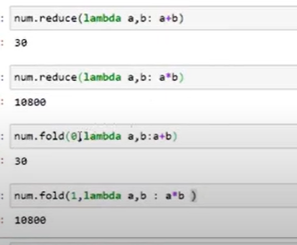 : num.reduce(lambda a,b: a+b)
: 30
: num.reduce(lambda a,b: a*b)
: 10800
: num.fold(0,lambda a,b:a+b)
: 30
: num.fold(1,lambda a,b : a*b )
: 10800